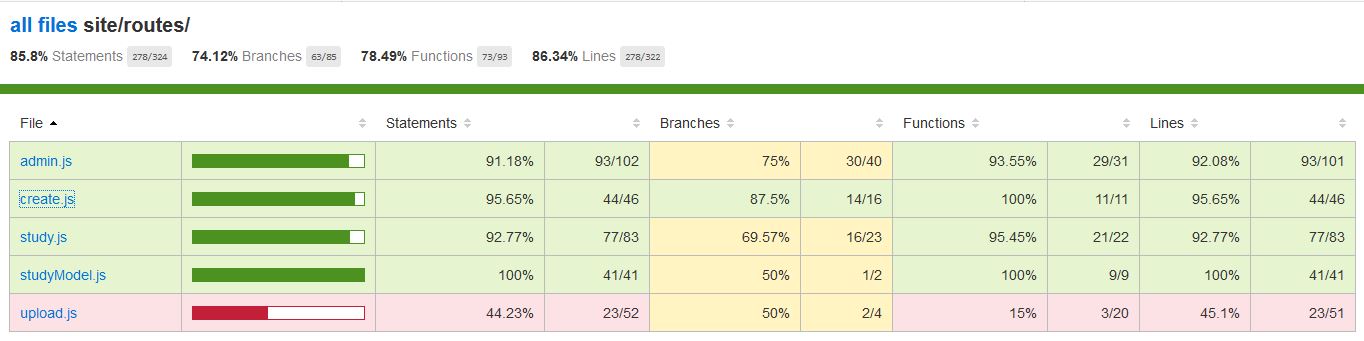 all files site/routes/
85.8% Statements 278/324 74.12% Branches 63/85 78.49% Functions 73/93 86.34% Lines 278/322
File Statements Branches Functions Lines
admin.js 91.18% 93/102 75% 30/40 93.55% 29/31 92.08% 93/101
create.js 95.65% 44/46 87.5% 14/16 100% 11/11 95.65% 44/46
study.js 92.77% 77/83 69.57% 16/23 95.45% 21/22 92.77% 77/83
studyModel.js 100% 41/41 50% 1/2 100% 9/9 100% 41/41
upload.js 44.23% 23/52 50% 2/4 15% 3/20 45.1% 23/51